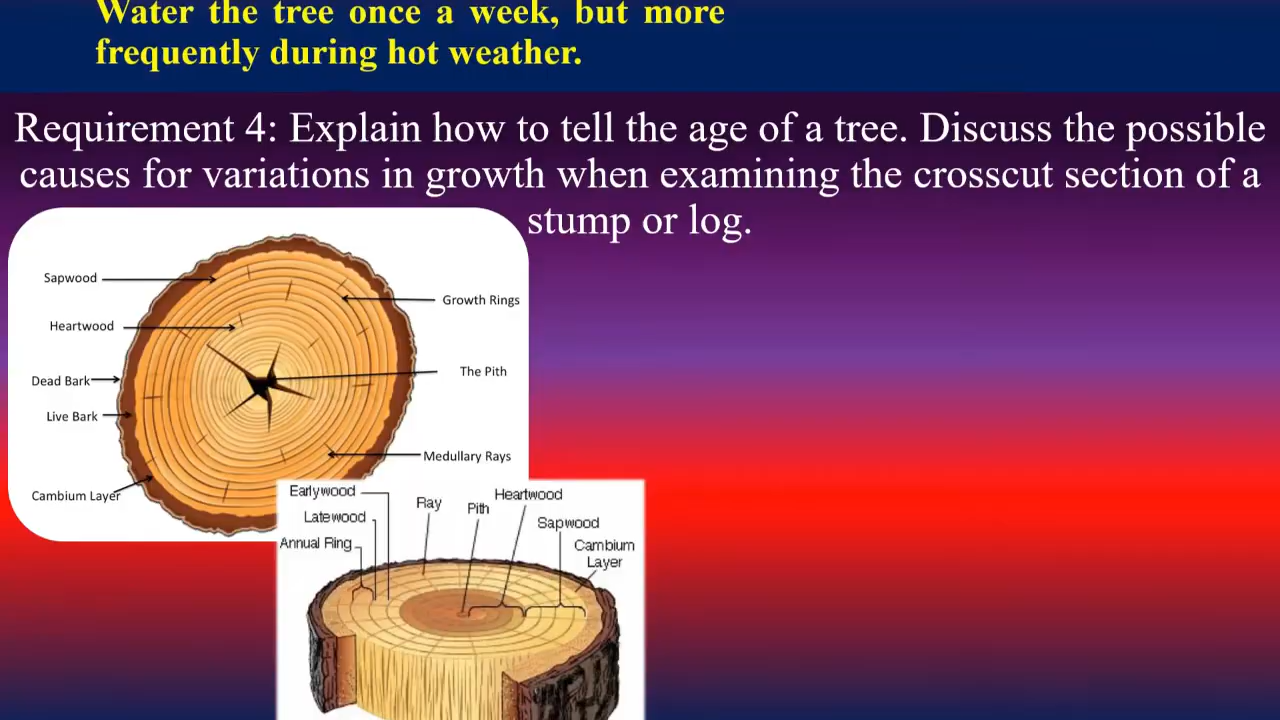 Water the tree once a week, but more
frequently during hot weather.
Requirement 4: Explain how to tell the age of a tree. Discuss the possible
causes for variations in growth when examining the crosscut section of a
stump or log.
Sapwood
Growth Rings
Heartwood
The Pith
Dead Bark
Live Bark
Medullary Rays
Cambium Layer
Earlywood
Latewood
Annual Ring
Ray
Pith
Heartwood
Sapwood
Cambium
Layer